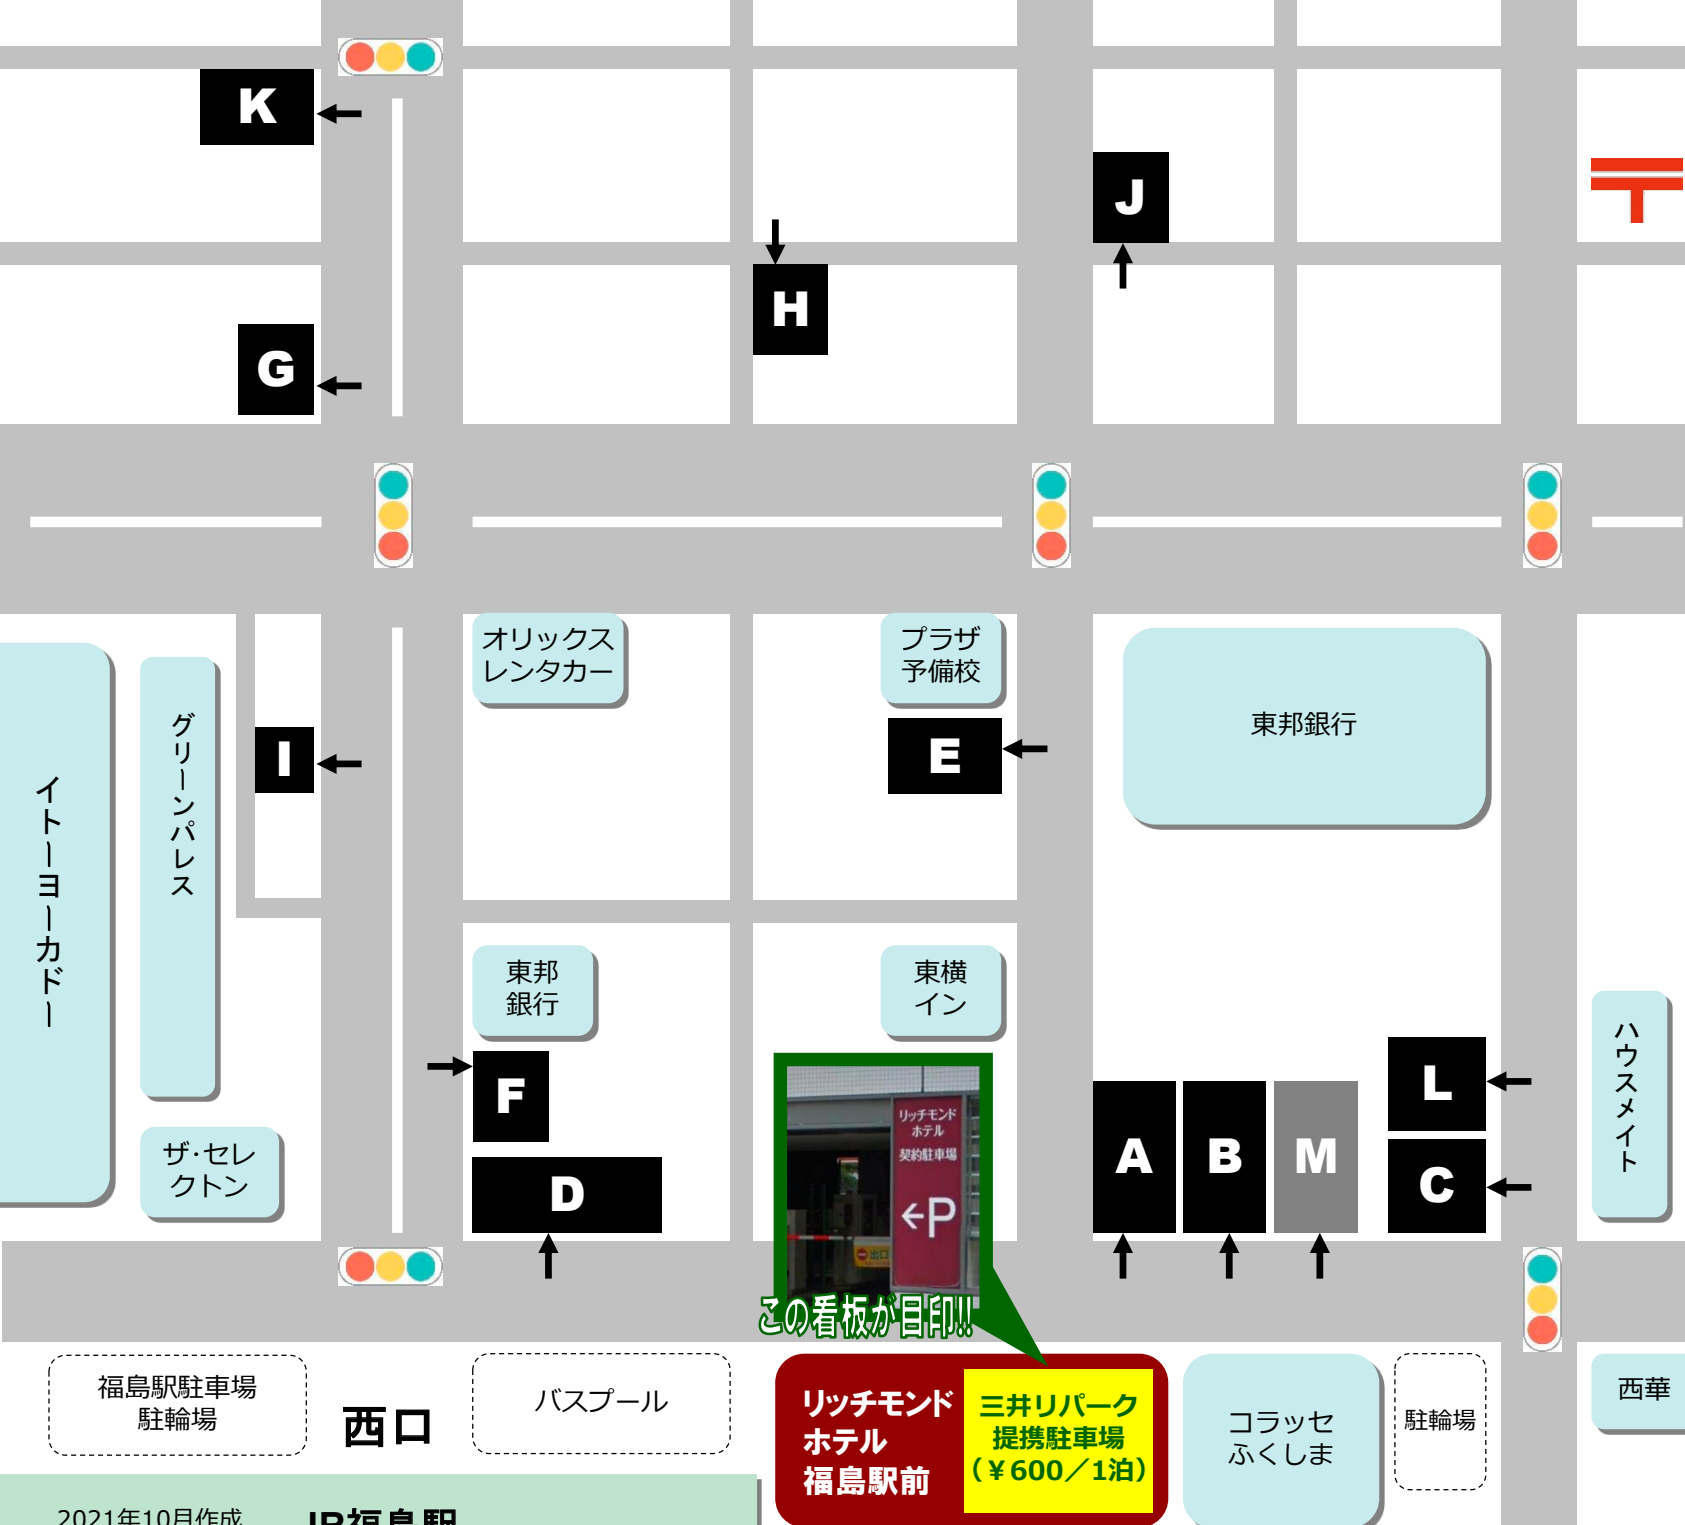 K
J
H
G
オリックス
レンタカー
プラザ
予備校
東邦銀行
グリーンパレス
I
E
イトーヨーカドー
東邦
銀行
東横
イン
ハウスメイト
F
リッチモンド
ホテル
契約駐車場
←P
出口
A
B
M
L
C
ザ・セレ
クトン
D
この看板が目印!!
福島駅駐車場
駐輪場
西口
バスプール
リッチモンド
ホテル
福島駅前
三井リパーク
提携駐車場
(¥600/1泊)
コラッセ
ふくしま
駐輪場
西華
2021年10月作成
JR福島駅